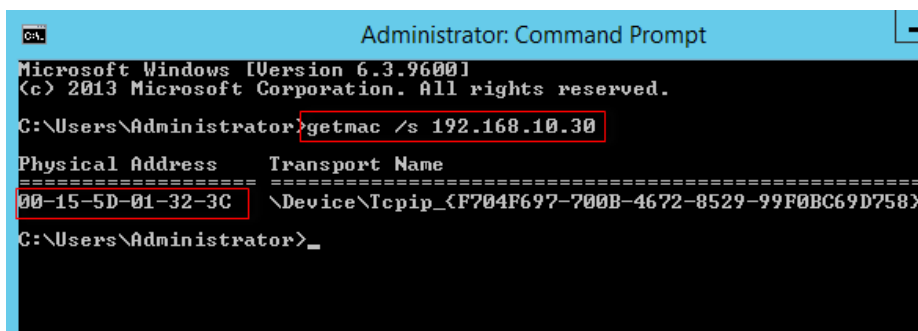 Administrator: Command Prompt
Microsoft Windows [Version 6.3.9600]
(c) 2013 Microsoft Corporation. All rights reserved.
C:\Users\Administrator>getmac /s 192.168.10.30
Physical Address    Transport Name
=================== ==========================================================
00-15-5D-01-32-3C   \Device\Tcpip_{F704F697-700B-4672-8529-99F0BC69D758}
C:\Users\Administrator>_